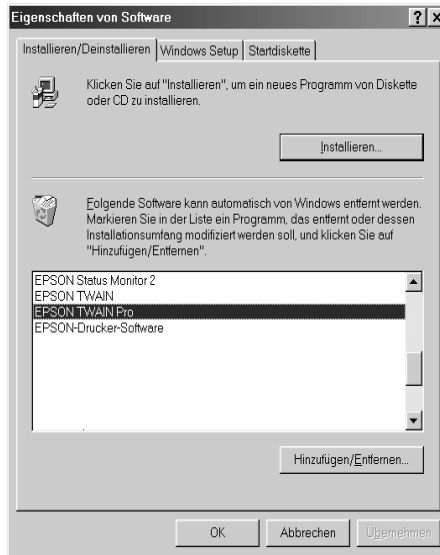 Eigenschaften von Software
Installieren/Deinstallieren Windows Setup Startdiskette
Klicken Sie auf "Installieren", um ein neues Programm von Diskette
oder CD zu installieren.
Installieren...
Folgende Software kann automatisch von Windows entfernt werden.
Markieren Sie in der Liste ein Programm, das entfernt oder dessen
Installationsumfang modifiziert werden soll, und klicken Sie auf
"Hinzufügen/Entfernen".
EPSON Status Monitor 2
EPSON TWAIN
EPSON TWAIN Pro
EPSON-Drucker-Software
Hinzufügen/Entfernen...
OK Abbrechen Übernehmen